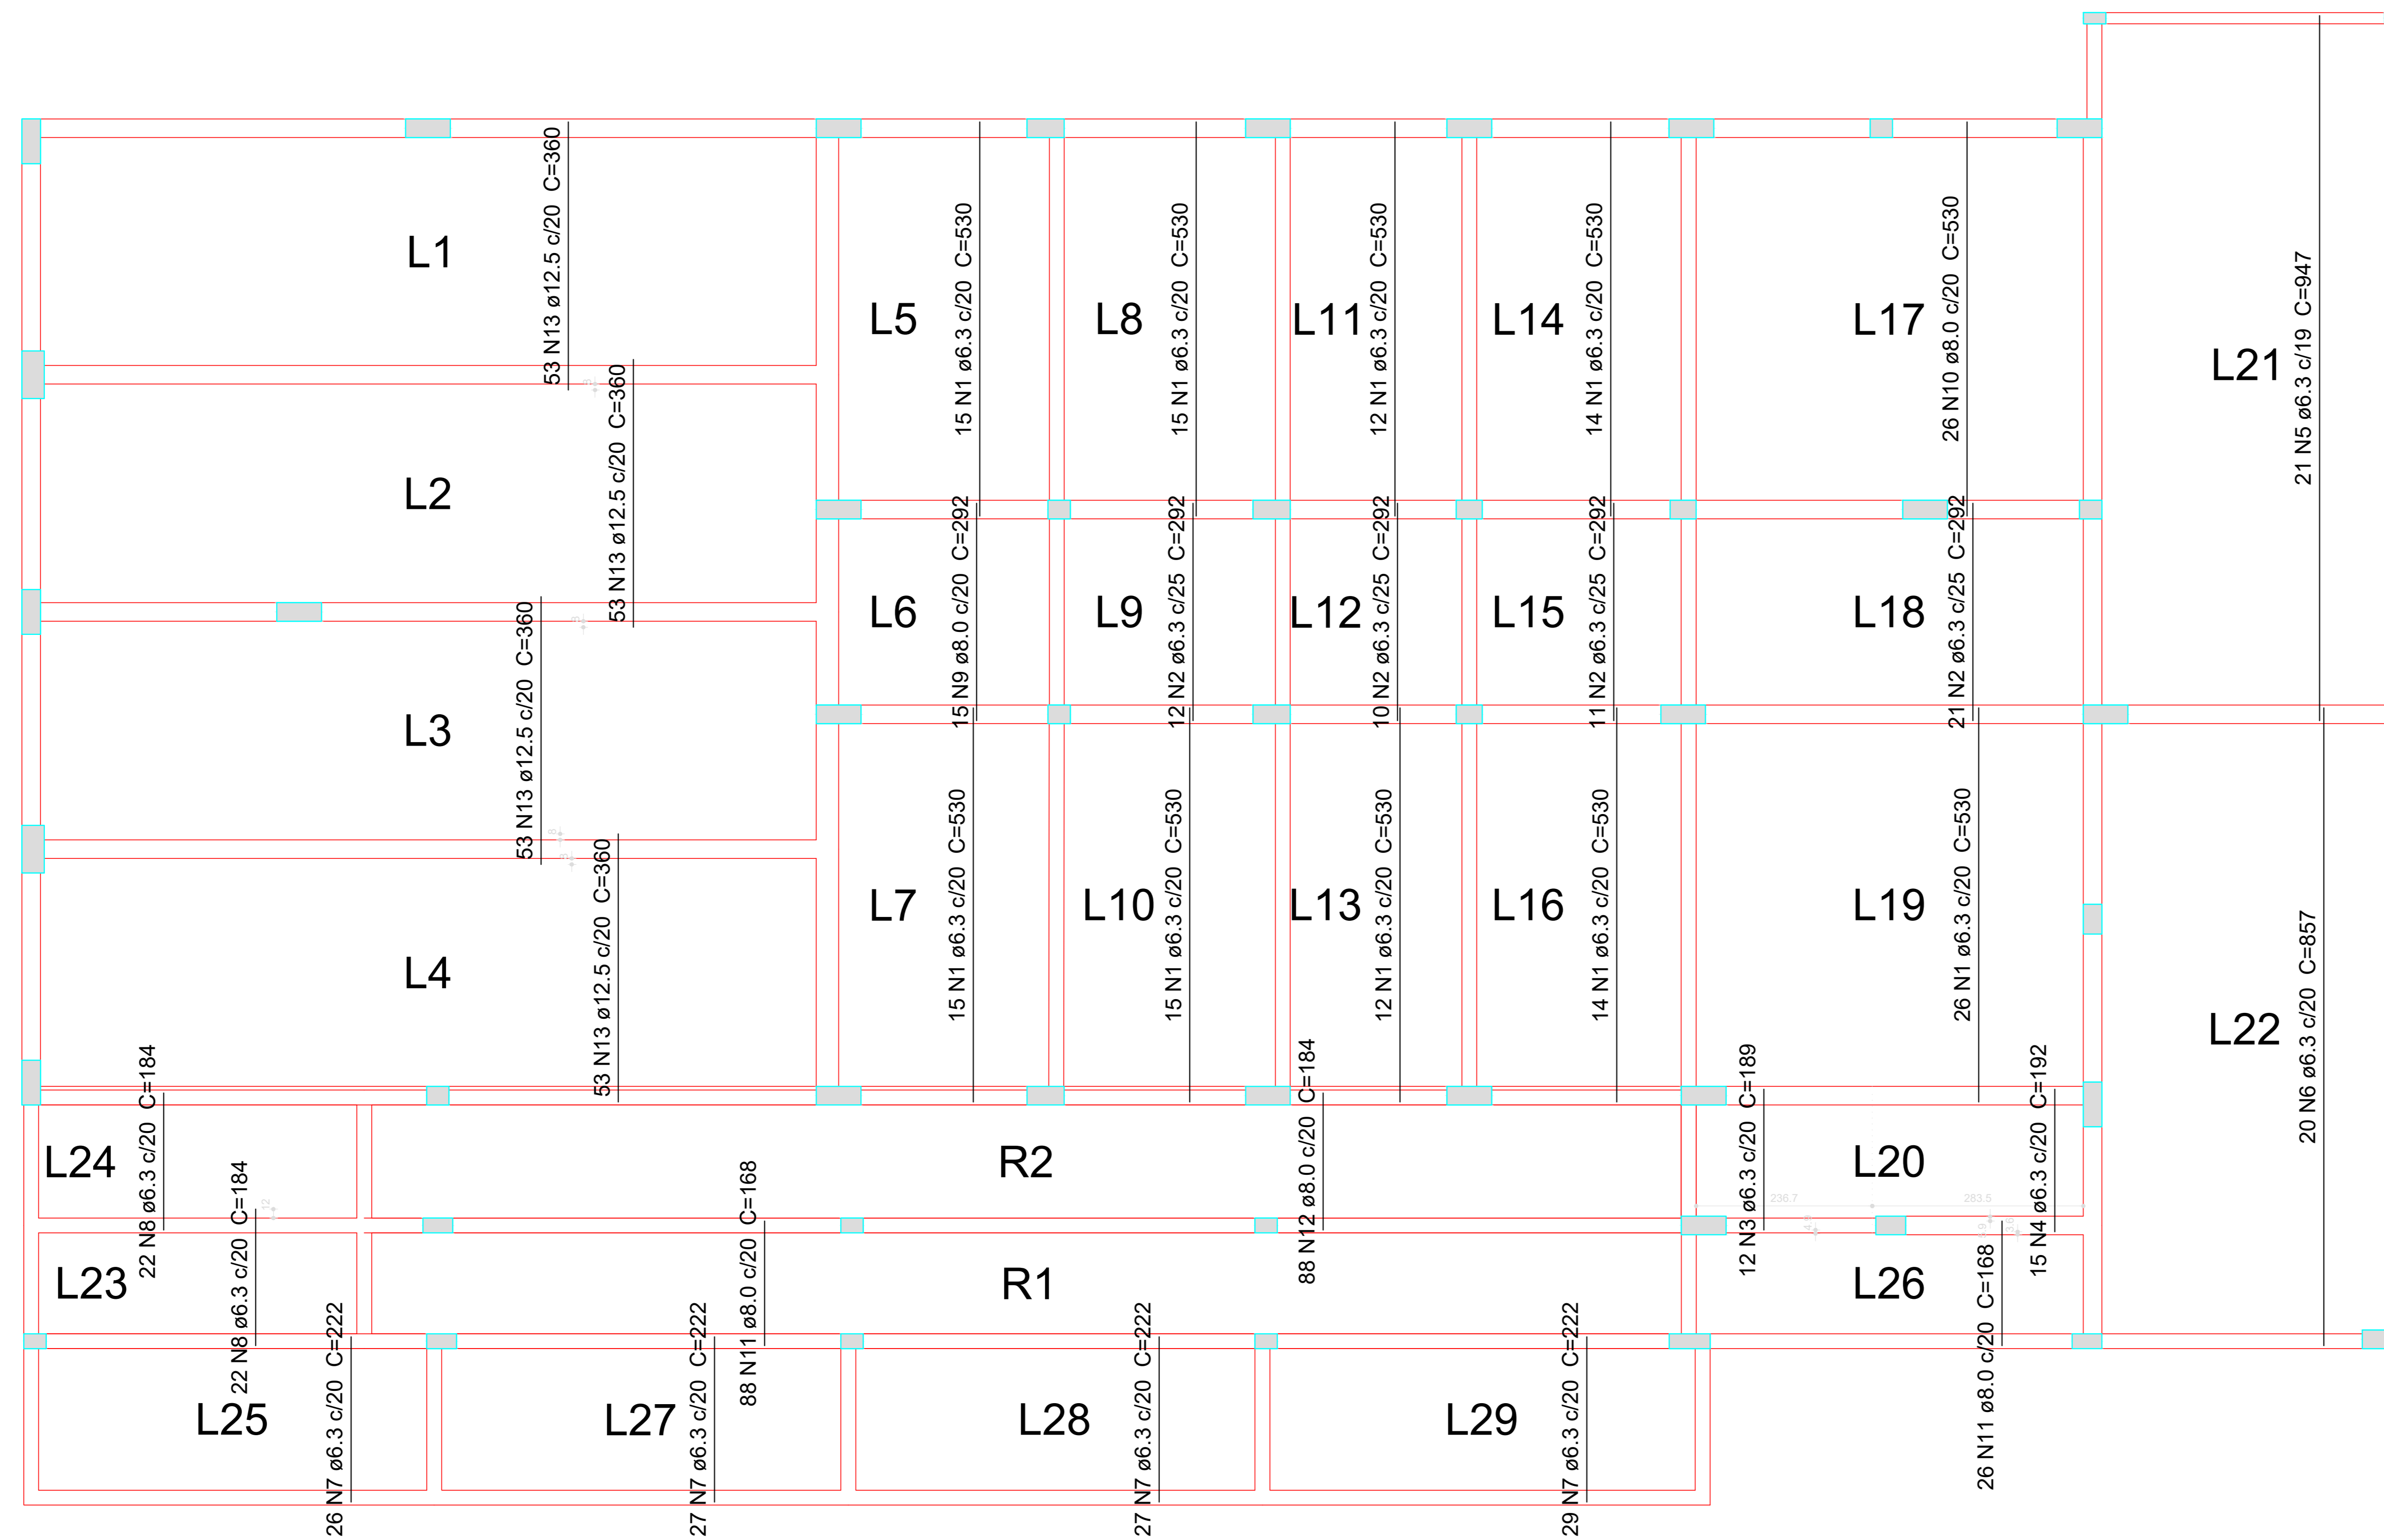 L1
53 N13 ø12.5 c/20  C=360
L2
53 N13 ø12.5 c/20  C=360
L3
53 N13 ø12.5 c/20  C=360
L4
53 N13 ø12.5 c/20  C=360
L5
15 N1 ø6.3 c/20  C=530
L8
15 N1 ø6.3 c/20  C=530
L11
12 N1 ø6.3 c/20  C=530
L14
14 N1 ø6.3 c/20  C=530
L17
26 N10 ø8.0 c/20  C=530
L21
21 N5 ø6.3 c/19  C=947
L6
15 N9 ø8.0 c/20  C=292
L9
12 N2 ø6.3 c/25  C=292
L12
10 N2 ø6.3 c/25  C=292
L15
11 N2 ø6.3 c/25  C=292
L18
21 N2 ø6.3 c/25  C=292
L7
15 N1 ø6.3 c/20  C=530
L10
15 N1 ø6.3 c/20  C=530
L13
12 N1 ø6.3 c/20  C=530
L16
14 N1 ø6.3 c/20  C=530
L19
26 N1 ø6.3 c/20  C=530
L22
20 N6 ø6.3 c/20  C=857
L24
22 N8 ø6.3 c/20  C=184
R2
88 N12 ø8.0 c/20  C=184
12 N3 ø6.3 c/20  C=189
L20
15 N4 ø6.3 c/20  C=192
236.7
283.5
12
L23
22 N8 ø6.3 c/20  C=184
88 N11 ø8.0 c/20  C=168
R1
L26
26 N11 ø8.0 c/20  C=168
L25
26 N7 ø6.3 c/20  C=222
L27
27 N7 ø6.3 c/20  C=222
L28
27 N7 ø6.3 c/20  C=222
L29
29 N7 ø6.3 c/20  C=222